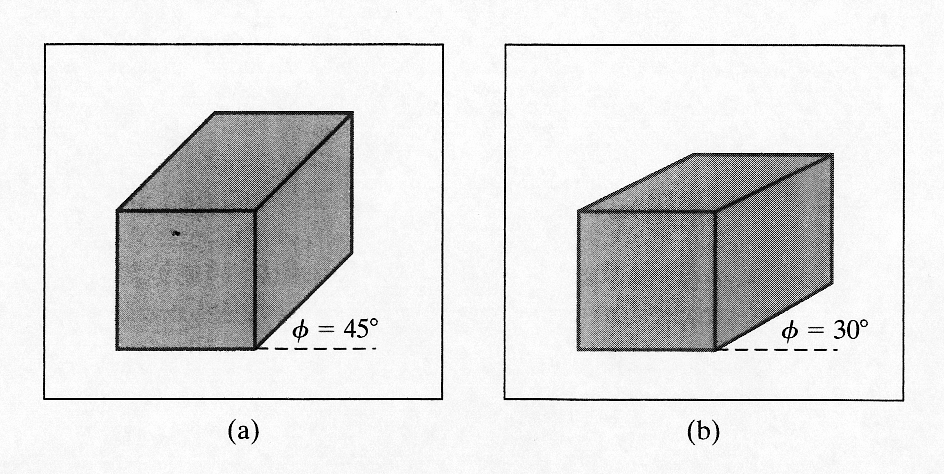 ϕ = 45°
ϕ = 30°
(a)
(b)